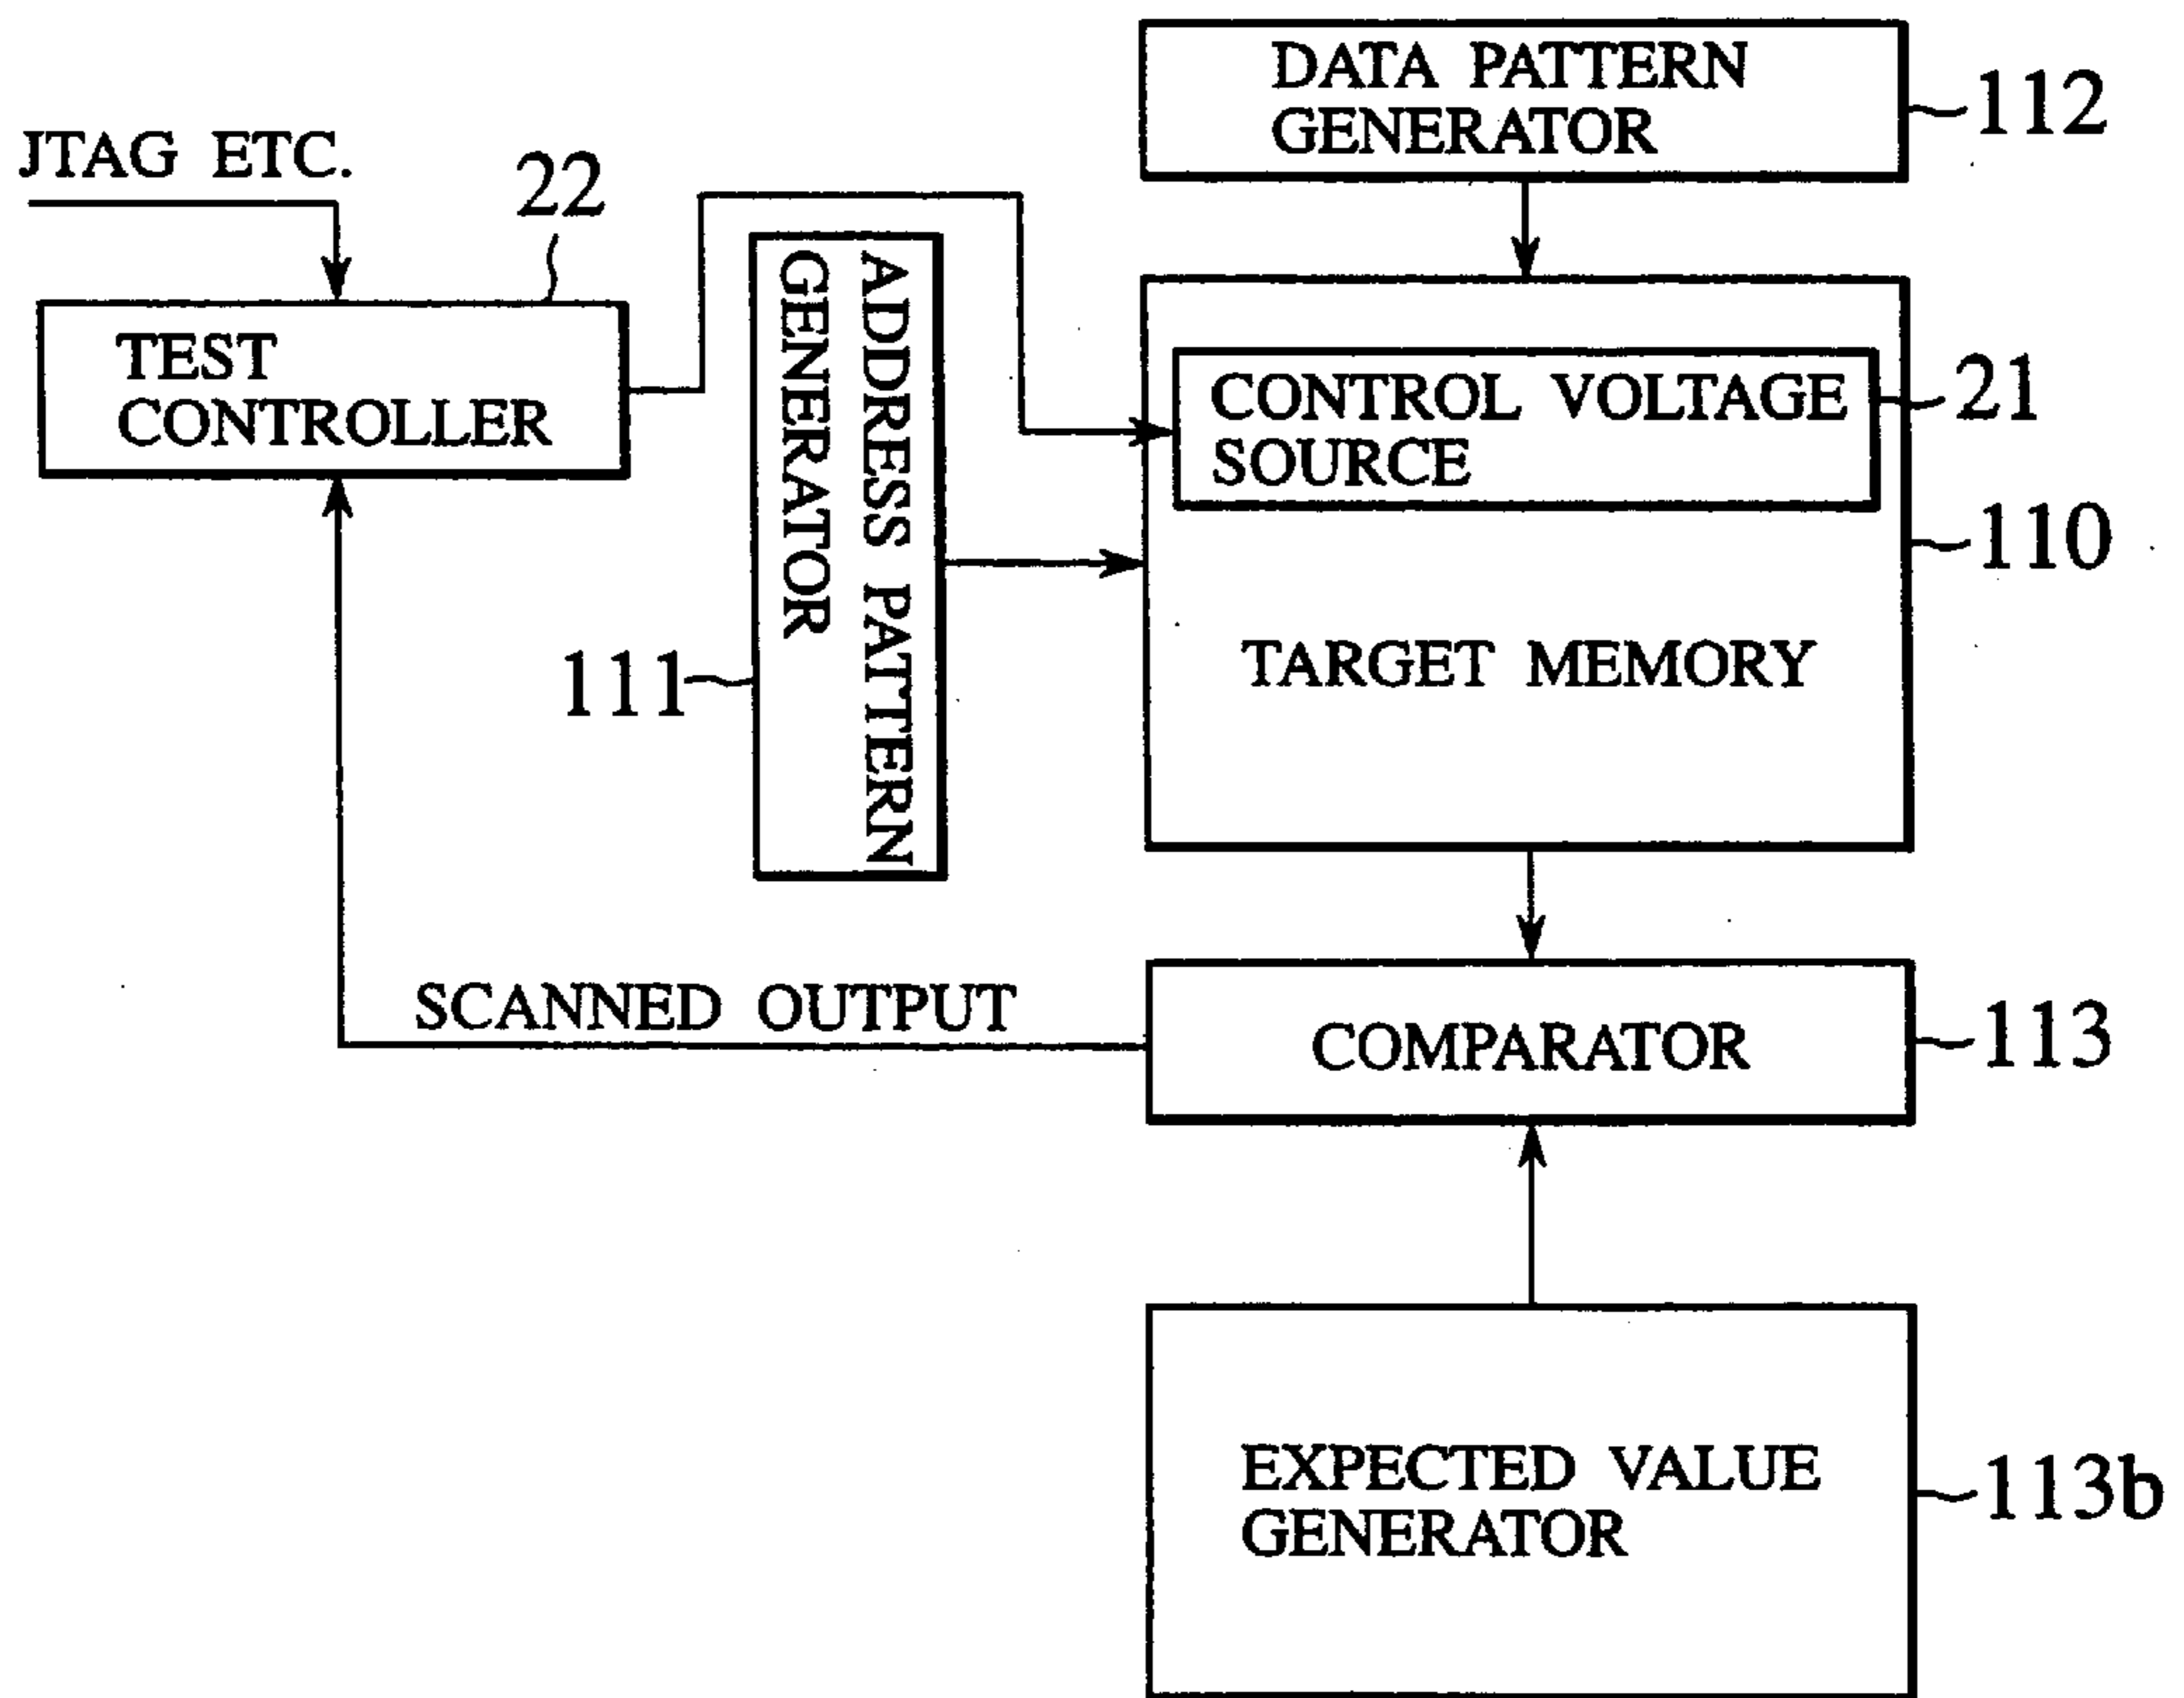 DATA PATTERN
GENERATOR
112
JTAG ETC.
22
TEST
CONTROLLER
ADDRESS PATTERN
GENERATOR
111
CONTROL VOLTAGE
SOURCE
21
110
TARGET MEMORY
SCANNED OUTPUT
COMPARATOR
113
EXPECTED VALUE
GENERATOR
113b